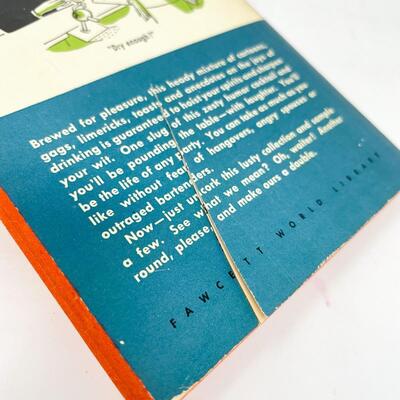 "Dry enough?"
Brewed for pleasure, this heady mixture of cartoons,
gags, limericks, toasts and anecdotes on the joys of
drinking is guaranteed to hold your spirits and sharpen
your wit. One slug of this zesty humor cocktail and
you'll be pounding the table—with laughter. You'll
be the life of any party. You can take as much as you
like without fear of hangovers, angry spouses or
outraged bartenders.
Now—just uncork this lusty collection and sample
a few. See what we mean? Oh, waiter! Another
round, please, and make ours a double.
FAWCETT WORLD LIBRARY